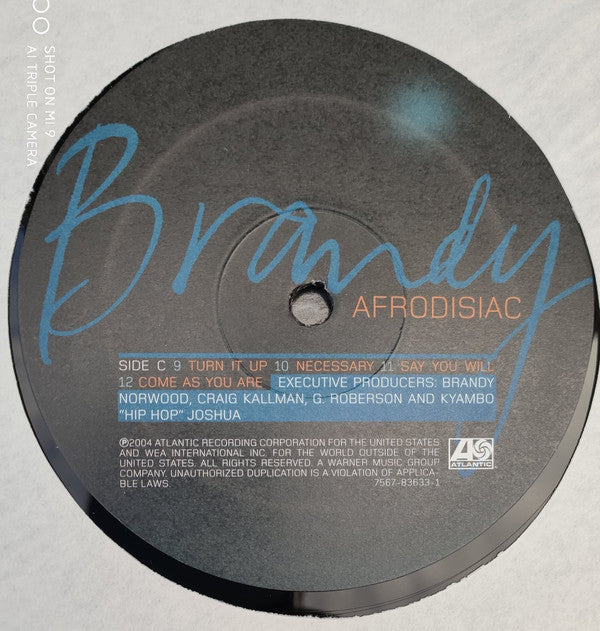 SHOT ON MI 9
AI TRIPLE CAMERA
Brandy
AFRODISIAC
SIDE C 9 TURN IT UP 10 NECESSARY 11 SAY YOU WILL
12 COME AS YOU ARE EXECUTIVE PRODUCERS: BRANDY
NORWOOD, CRAIG KALLMAN, G. ROBERSON AND KYAMBO
"HIP HOP" JOSHUA
℗2004 ATLANTIC RECORDING CORPORATION FOR THE UNITED STATES
AND WEA INTERNATIONAL INC. FOR THE WORLD OUTSIDE OF THE
UNITED STATES. ALL RIGHTS RESERVED. A WARNER MUSIC GROUP
COMPANY. UNAUTHORIZED DUPLICATION IS A VIOLATION OF APPLICA-
BLE LAWS. 7567-83633-1
ATLANTIC